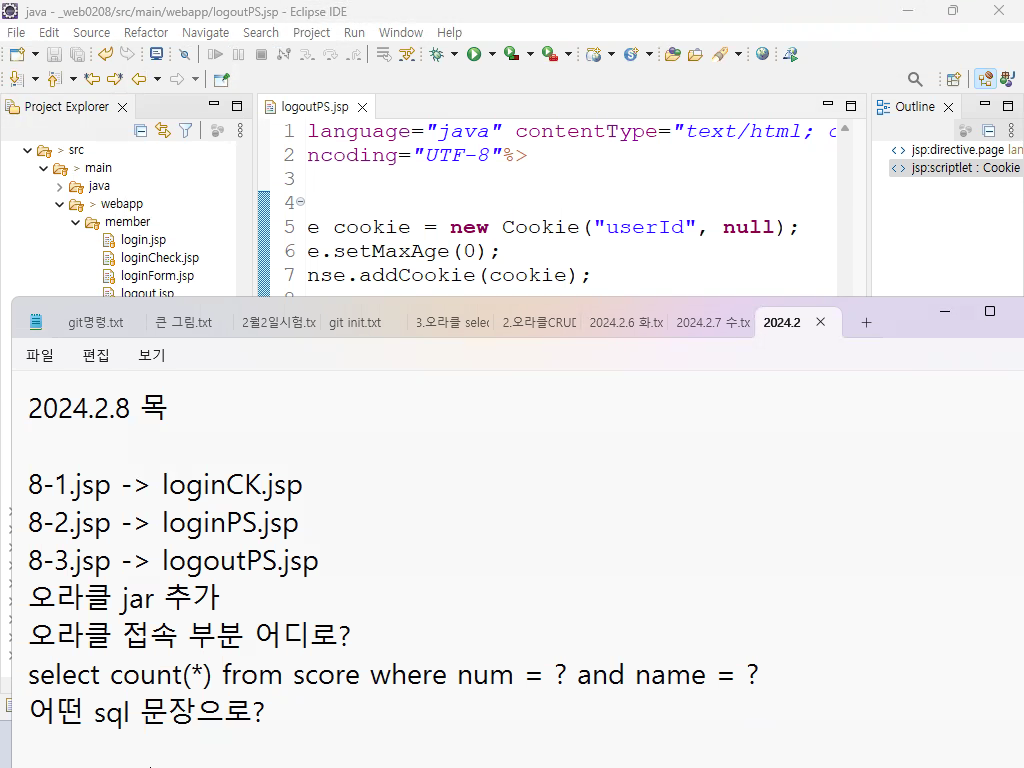 java - _web0208/src/main/webapp/logoutPS.jsp - Eclipse IDE
File Edit Source Refactor Navigate Search Project Run Window Help
Project Explorer
logoutPS.jsp
Outline
> src
> main
java
> webapp
member
login.jsp
loginCheck.jsp
loginForm.jsp
logout.jsp
1 language="java" contentType="text/html; c
2 ncoding="UTF-8"%>
3
4
5 e cookie = new Cookie("userId", null);
6 e.setMaxAge(0);
7 nse.addCookie(cookie);
jsp:directive.page lan
jsp:scriptlet : Cookie
git명령.txt 큰 그림.txt 2월2일시험.tx git init.txt 3.오라클 selec 2.오라클CRUD 2024.2.6 화.tx 2024.2.7 수.tx 2024.2
파일 편집 보기
2024.2.8 목
8-1.jsp -> loginCK.jsp
8-2.jsp -> loginPS.jsp
8-3.jsp -> logoutPS.jsp
오라클 jar 추가
오라클 접속 부분 어디로?
select count(*) from score where num = ? and name = ?
어떤 sql 문장으로?